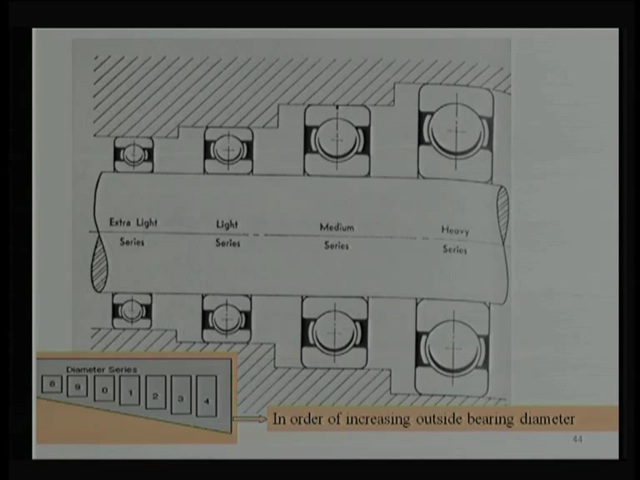 Extra Light
Series
Light
Series
Medium
Series
Heavy
Series
Diameter Series
8 9 0 1 2 3 4
In order of increasing outside bearing diameter
44